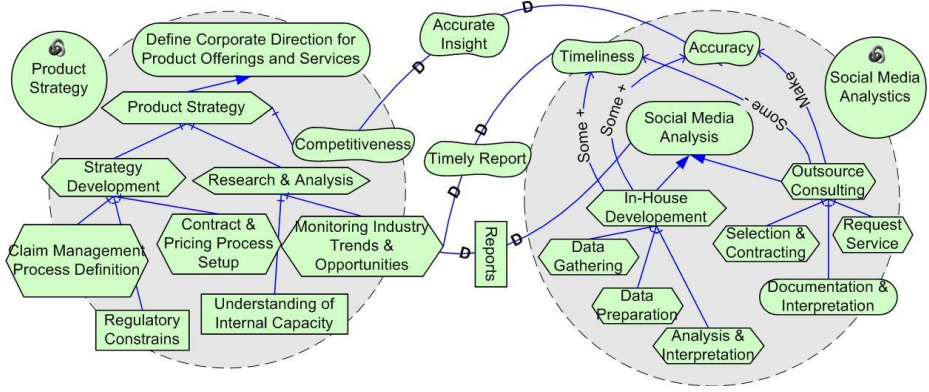 Product
Strategy
Define Corporate Direction for
Product Offerings and Services
Product Strategy
Competitiveness
Strategy
Development
Research & Analysis
Claim Management
Process Definition
Contract &
Pricing Process
Setup
Monitoring Industry
Trends &
Opportunities
Regulatory
Constrains
Understanding of
Internal Capacity
Accurate
Insight
D
D
Timely Report
D
D
Reports
D
D
Timeliness
Accuracy
Social Media
Analystics
Social Media
Analysis
Some +
Some +
Some -
Make
In-House
Developement
Outsource
Consulting
Data
Gathering
Data
Preparation
Analysis &
Interpretation
Selection &
Contracting
Request
Service
Documentation &
Interpretation